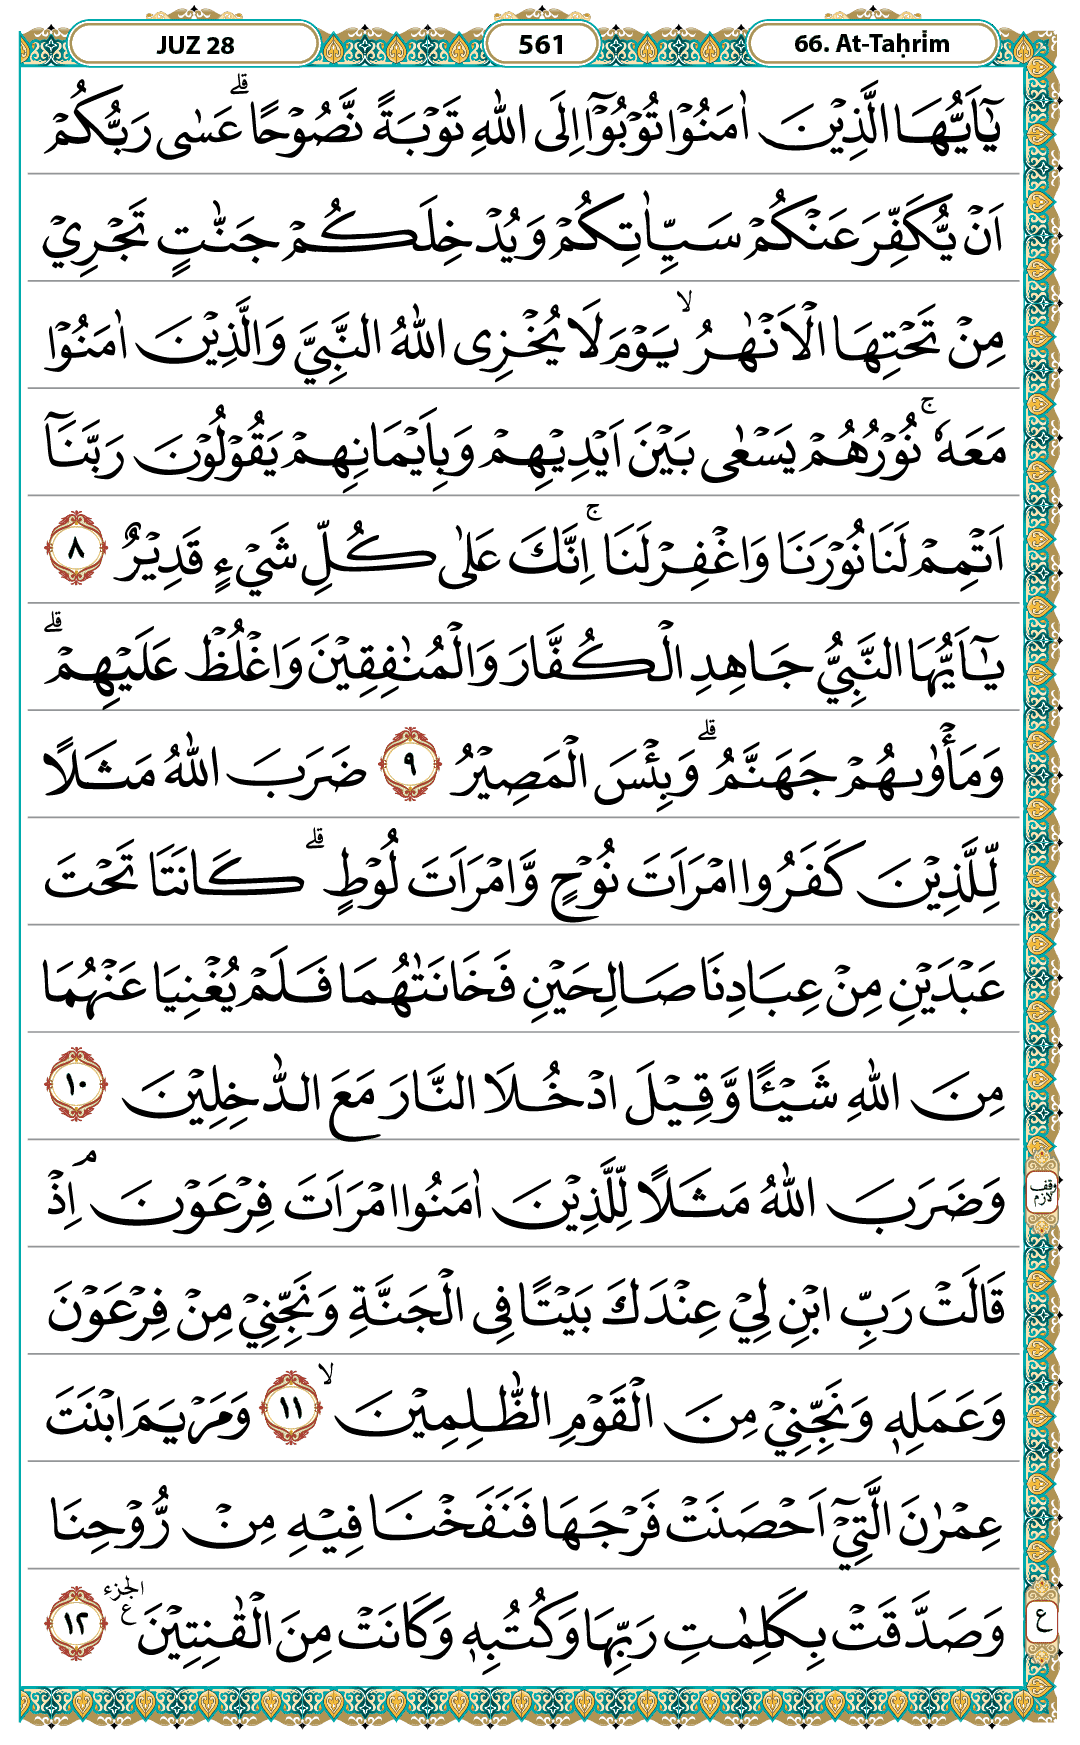 JUZ 28 561 66. At-Taḥrīm
يٰٓاَيُّهَا الَّذِيْنَ اٰمَنُوْا تُوْبُوْٓا اِلَى اللّٰهِ تَوْبَةً نَّصُوْحًاۗ عَسٰى رَبُّكُمْ
اَنْ يُّكَفِّرَ عَنْكُمْ سَيِّاٰتِكُمْ وَيُدْخِلَكُمْ جَنّٰتٍ تَجْرِيْ
مِنْ تَحْتِهَا الْاَنْهٰرُۙ يَوْمَ لَا يُخْزِى اللّٰهُ النَّبِيَّ وَالَّذِيْنَ اٰمَنُوْا
مَعَهٗۚ نُوْرُهُمْ يَسْعٰى بَيْنَ اَيْدِيْهِمْ وَبِاَيْمَانِهِمْ يَقُوْلُوْنَ رَبَّنَآ
اَتْمِمْ لَنَا نُوْرَنَا وَاغْفِرْ لَنَاۚ اِنَّكَ عَلٰى كُلِّ شَيْءٍ قَدِيْرٌ ٨
يٰٓاَيُّهَا النَّبِيُّ جَاهِدِ الْكُفَّارَ وَالْمُنٰفِقِيْنَ وَاغْلُظْ عَلَيْهِمْۗ
وَمَأْوٰىهُمْ جَهَنَّمُۗ وَبِئْسَ الْمَصِيْرُ ٩ ضَرَبَ اللّٰهُ مَثَلًا
لِّلَّذِيْنَ كَفَرُوا امْرَاَتَ نُوْحٍ وَّامْرَاَتَ لُوْطٍۗ كَانَتَا تَحْتَ
عَبْدَيْنِ مِنْ عِبَادِنَا صَالِحَيْنِ فَخَانَتٰهُمَا فَلَمْ يُغْنِيَا عَنْهُمَا
مِنَ اللّٰهِ شَيْـًٔا وَّقِيْلَ ادْخُلَا النَّارَ مَعَ الدّٰخِلِيْنَ ١٠
وَضَرَبَ اللّٰهُ مَثَلًا لِّلَّذِيْنَ اٰمَنُوا امْرَاَتَ فِرْعَوْنَۘ اِذْ
وقف لازم
قَالَتْ رَبِّ ابْنِ لِيْ عِنْدَكَ بَيْتًا فِى الْجَنَّةِ وَنَجِّنِيْ مِنْ فِرْعَوْنَ
وَعَمَلِهٖ وَنَجِّنِيْ مِنَ الْقَوْمِ الظّٰلِمِيْنَۙ ١١ وَمَرْيَمَ ابْنَتَ
عِمْرٰنَ الَّتِيْٓ اَحْصَنَتْ فَرْجَهَا فَنَفَخْنَا فِيْهِ مِنْ رُّوْحِنَا
وَصَدَّقَتْ بِكَلِمٰتِ رَبِّهَا وَكُتُبِهٖ وَكَانَتْ مِنَ الْقٰنِتِيْنَ الجزء ع ١٢
ع